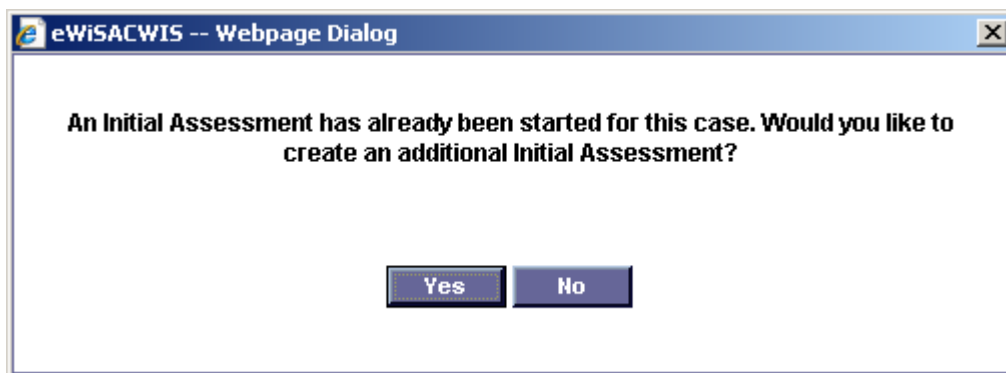 eWiSACWIS -- Webpage Dialog
An Initial Assessment has already been started for this case. Would you like to
create an additional Initial Assessment?
Yes No